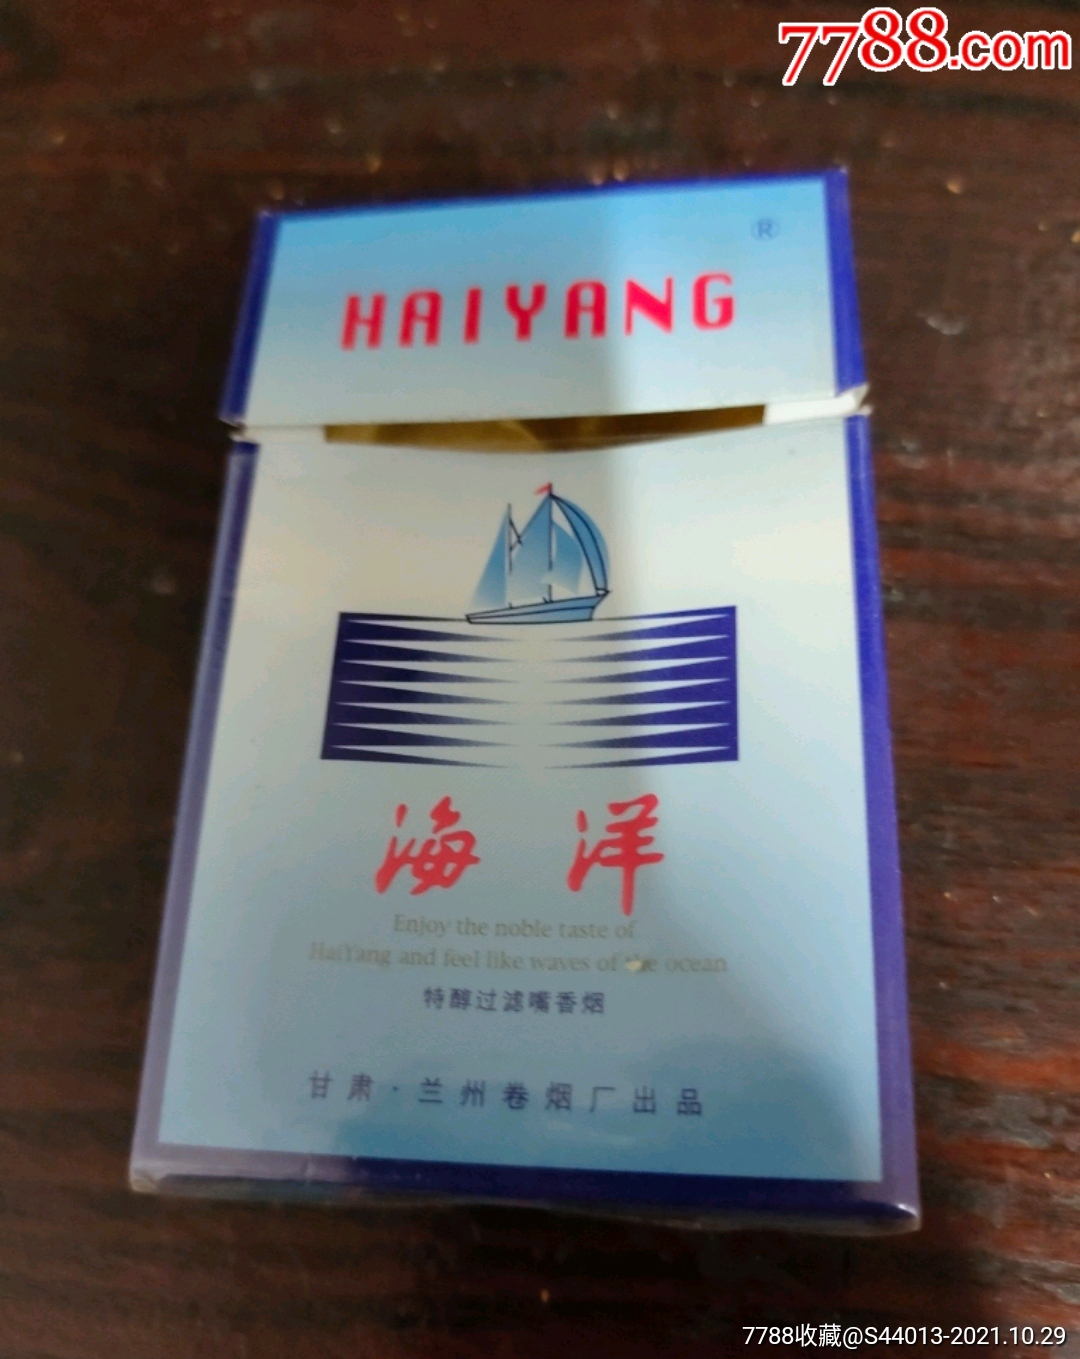 7788.com
®
HAIYANG
海 洋
Enjoy the noble taste of
HaiYang and feel like waves of the ocean
特醇过滤嘴香烟
甘肃·兰州卷烟厂出品
7788收藏@S44013-2021.10.29